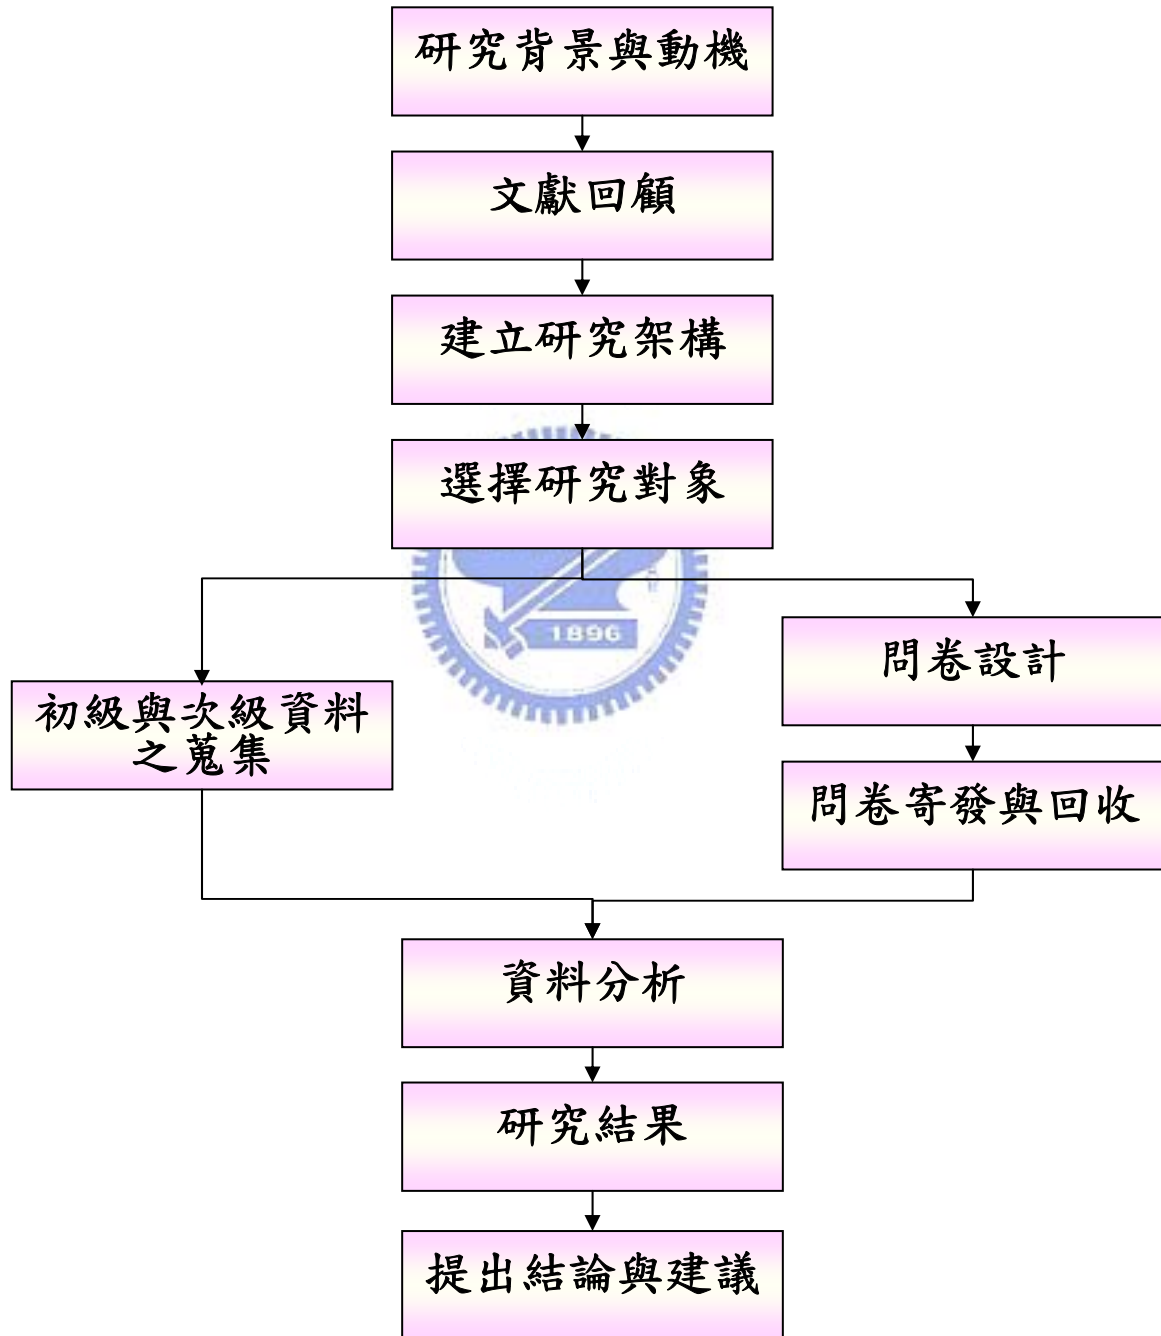 研究背景與動機
文獻回顧
建立研究架構
選擇研究對象
1896
初級與次級資料
之蒐集
問卷設計
問卷寄發與回收
資料分析
研究結果
提出結論與建議